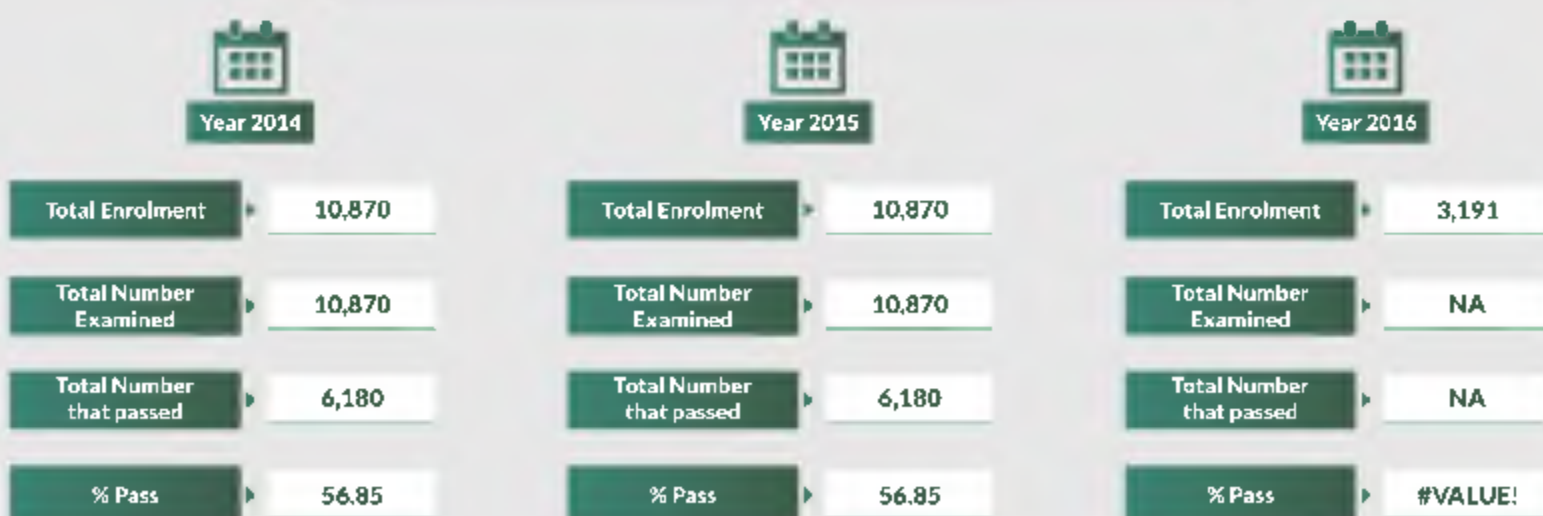 Year 2014
Total Enrolment
10,870
Total Number
Examined
10,870
Total Number
that passed
6,180
% Pass
56.85
Year 2015
Total Enrolment
10,870
Total Number
Examined
10,870
Total Number
that passed
6,180
% Pass
56.85
Year 2016
Total Enrolment
3,191
Total Number
Examined
NA
Total Number
that passed
NA
% Pass
#VALUE!